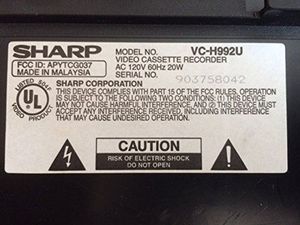 SHARP
MODEL NO. VC-H992U
VIDEO CASSETTE RECORDER
FCC ID: APYTCG037
AC 120V 60Hz 20W
MADE IN MALAYSIA
SERIAL NO. 903758042
SHARP CORPORATION
LISTED 504F
UL
THIS DEVICE COMPLIES WITH PART 15 OF THE FCC RULES. OPERATION
IS SUBJECT TO THE FOLLOWING TWO CONDITIONS: (1) THIS DEVICE
MAY NOT CAUSE HARMFUL INTERFERENCE, AND (2) THIS DEVICE MUST
ACCEPT ANY INTERFERENCE RECEIVED, INCLUDING INTERFERENCE
THAT MAY CAUSE UNDESIRED OPERATION.
CAUTION
RISK OF ELECTRIC SHOCK
DO NOT OPEN